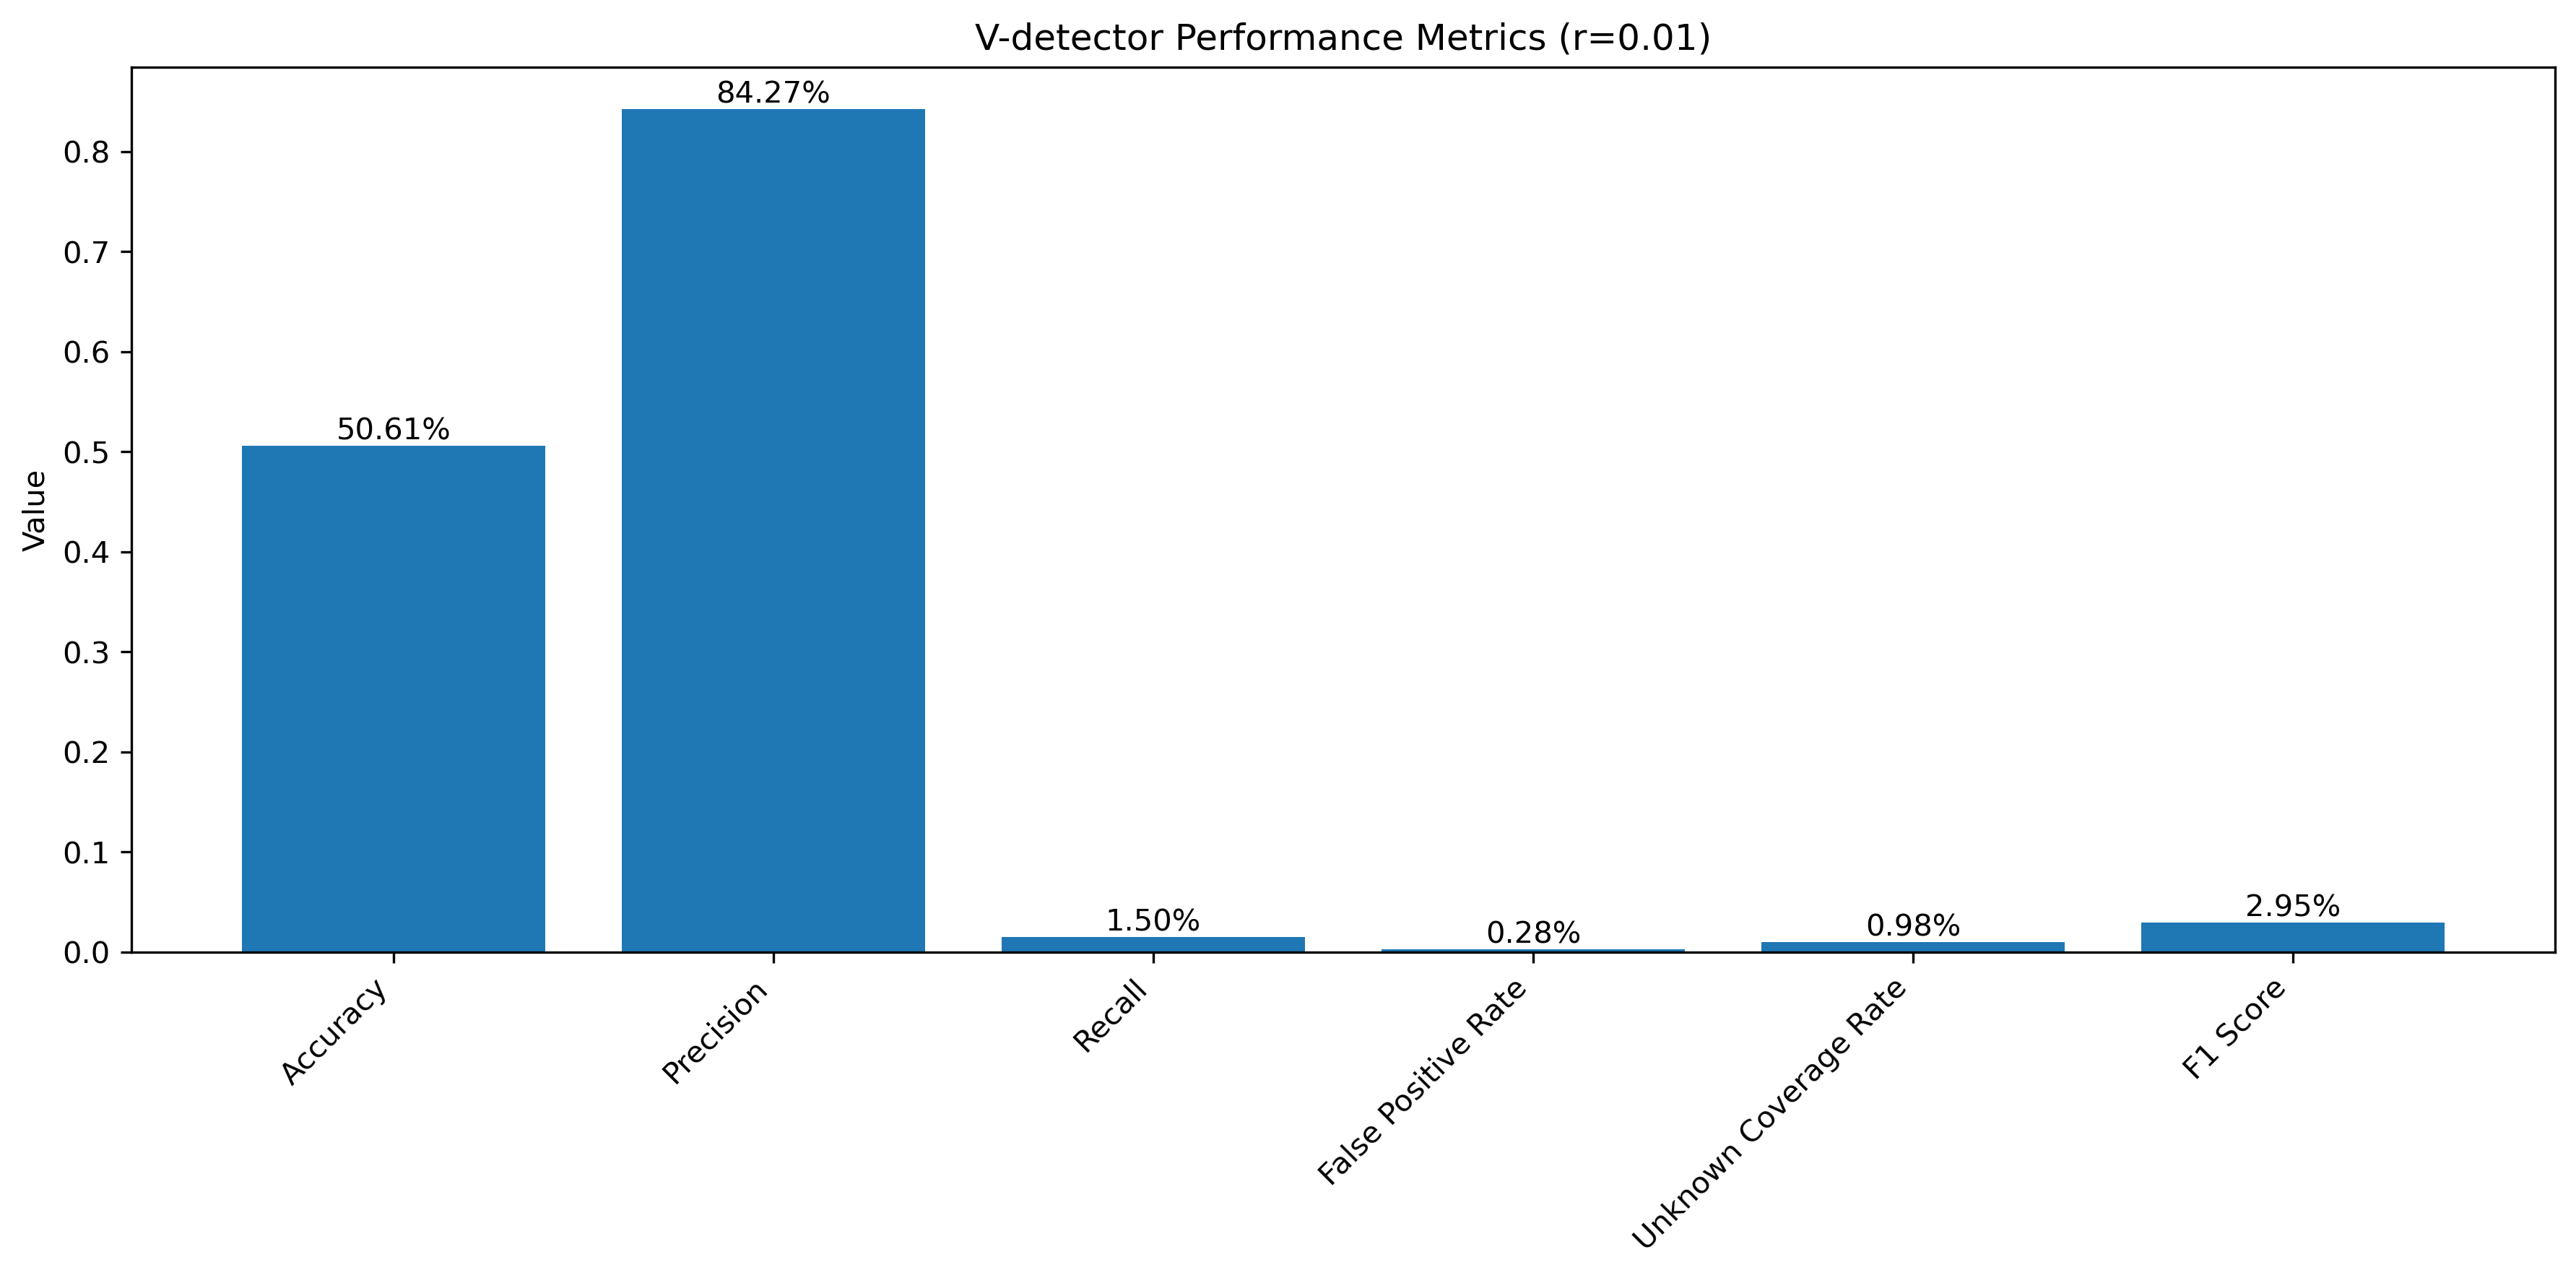 V-detector Performance Metrics (r=0.01)
Value
0.8
0.7
0.6
0.5
0.4
0.3
0.2
0.1
0.0
50.61%
84.27%
1.50%
0.28%
0.98%
2.95%
Accuracy
Precision
Recall
False Positive Rate
Unknown Coverage Rate
F1 Score